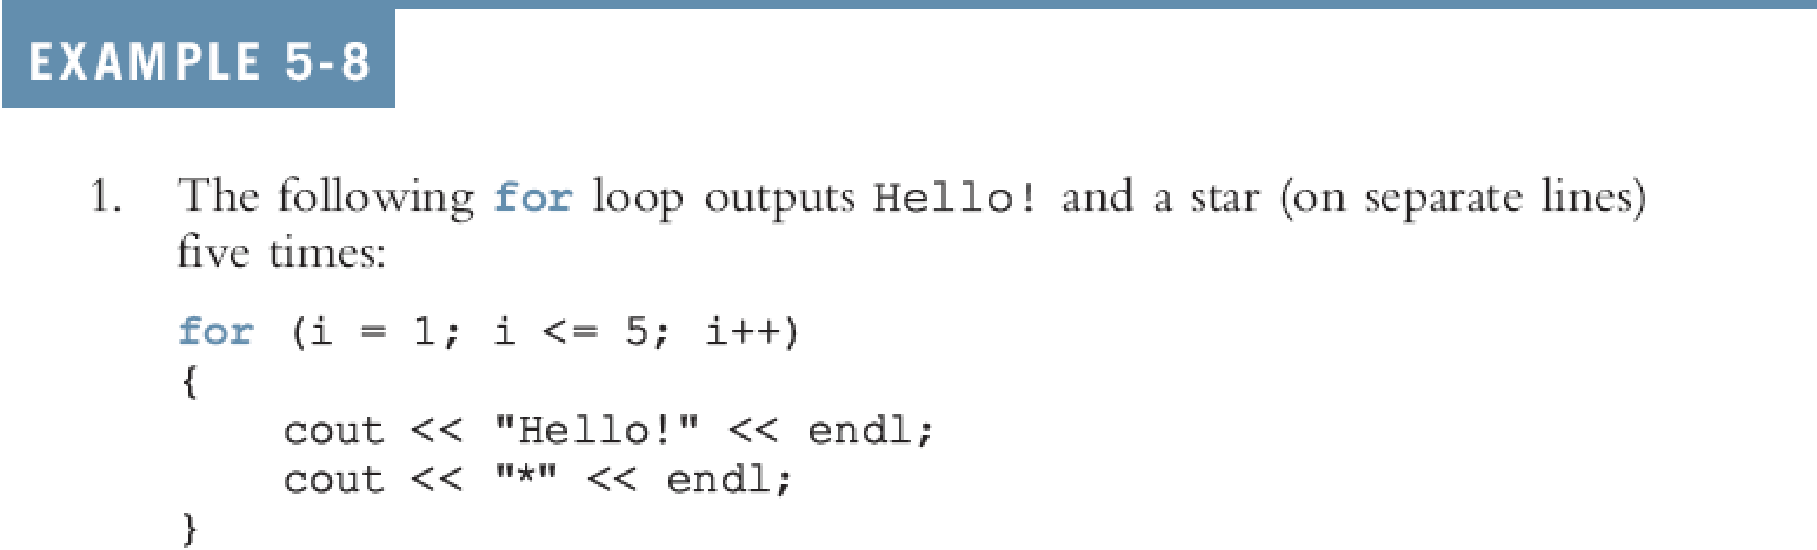 EXAMPLE 5-8
1. The following for loop outputs Hello! and a star (on separate lines)
five times:
for (i = 1; i <= 5; i++)
{
    cout << "Hello!" << endl;
    cout << "*" << endl;
}